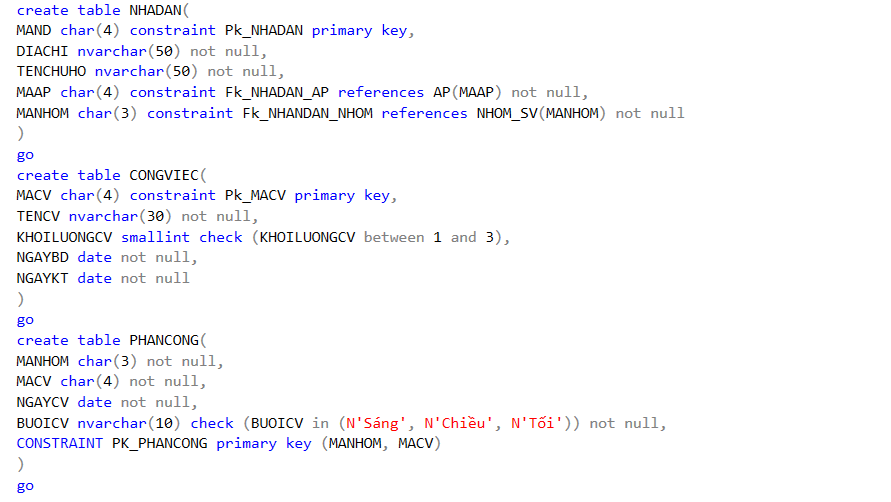 create table NHADAN(
MAND char(4) constraint Pk_NHADAN primary key,
DIACHI nvarchar(50) not null,
TENCHUHO nvarchar(50) not null,
MAAP char(4) constraint Fk_NHADAN_AP references AP(MAAP) not null,
MANHOM char(3) constraint Fk_NHANDAN_NHOM references NHOM_SV(MANHOM) not null
)
go
create table CONGVIEC(
MACV char(4) constraint Pk_MACV primary key,
TENCV nvarchar(30) not null,
KHOILUONGCV smallint check (KHOILUONGCV between 1 and 3),
NGAYBD date not null,
NGAYKT date not null
)
go
create table PHANCONG(
MANHOM char(3) not null,
MACV char(4) not null,
NGAYCV date not null,
BUOICV nvarchar(10) check (BUOICV in (N'Sáng', N'Chiều', N'Tối')) not null,
CONSTRAINT PK_PHANCONG primary key (MANHOM, MACV)
)
go